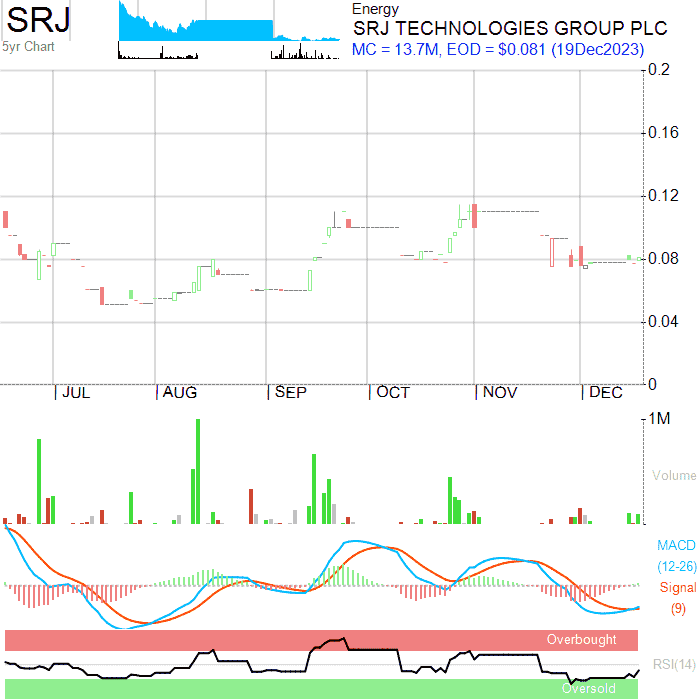 SRJ
5yr Chart
Energy
SRJ TECHNOLOGIES GROUP PLC
MC = 13.7M, EOD = $0.081 (19Dec2023)
0.2
0.16
0.12
0.08
0.04
0
JUL AUG SEP OCT NOV DEC
1M
Volume
MACD
(12-26)
Signal
(9)
Overbought
RSI(14)
Oversold